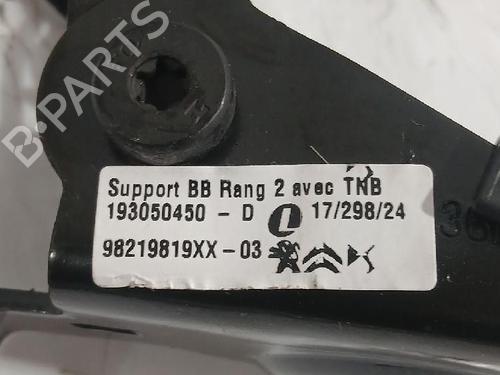 B-PARTS
Support BB Rang 2 avec TNB
193050450 - D L 17/298/24
98219819XX-03